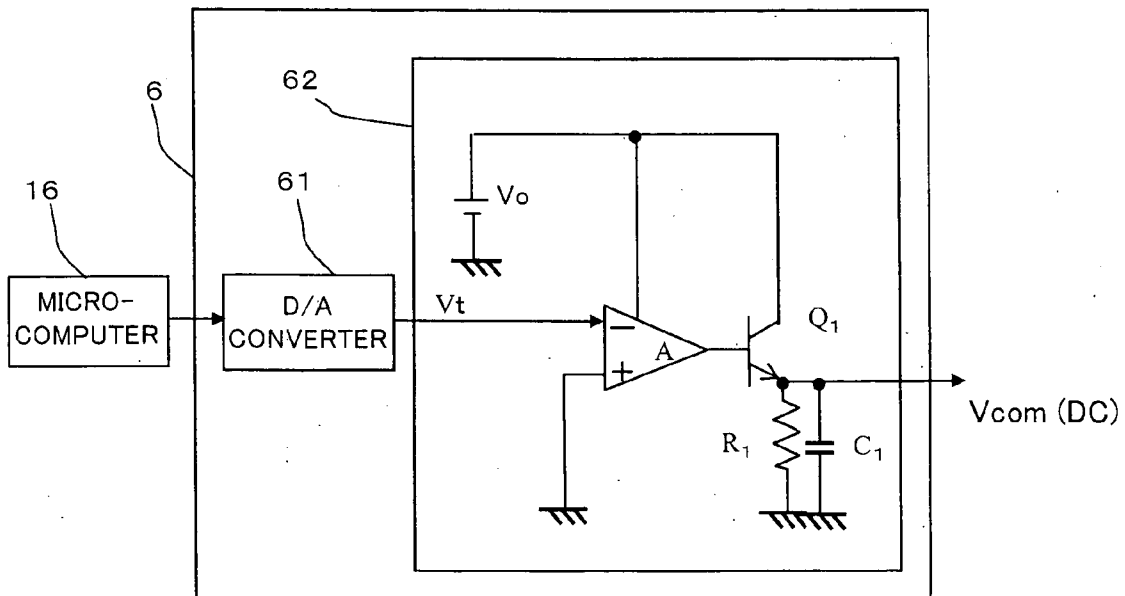 62
6
Vo
16
61
MICRO-
COMPUTER
D/A
CONVERTER
Vt
−
A
+
Q1
Vcom (DC)
R1
C1